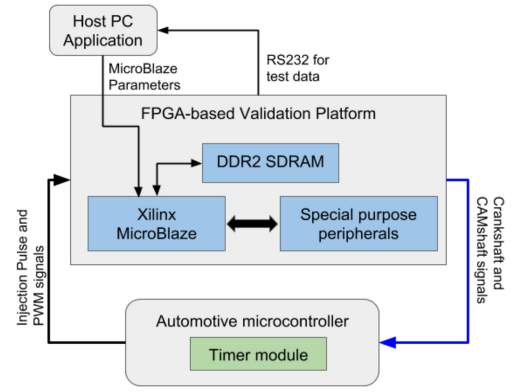 Host PC
Application
RS232 for
test data
MicroBlaze
Parameters
FPGA-based Validation Platform
DDR2 SDRAM
Xilinx
MicroBlaze
Special purpose
peripherals
Injection Pulse and
PWM signals
Crankshaft and
CAMshaft signals
Automotive microcontroller
Timer module